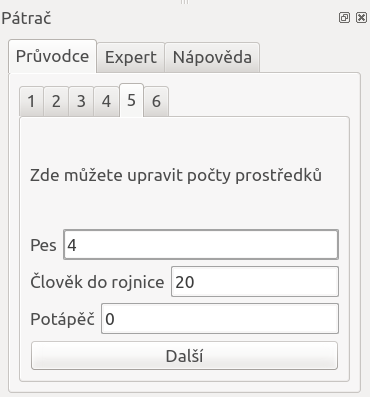 Pátrač
Průvodce Expert Nápověda
1 2 3 4 5 6
Zde můžete upravit počty prostředků
Pes 4
Člověk do rojnice 20
Potápěč 0
Další